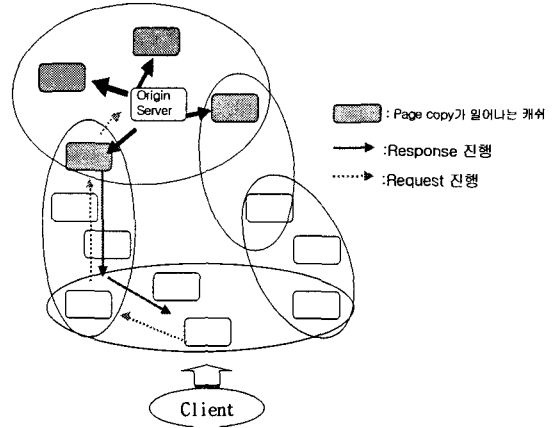 Origin
Server
: Page copy가 일어나는 캐쉬
:Response 진행
:Request 진행
Client